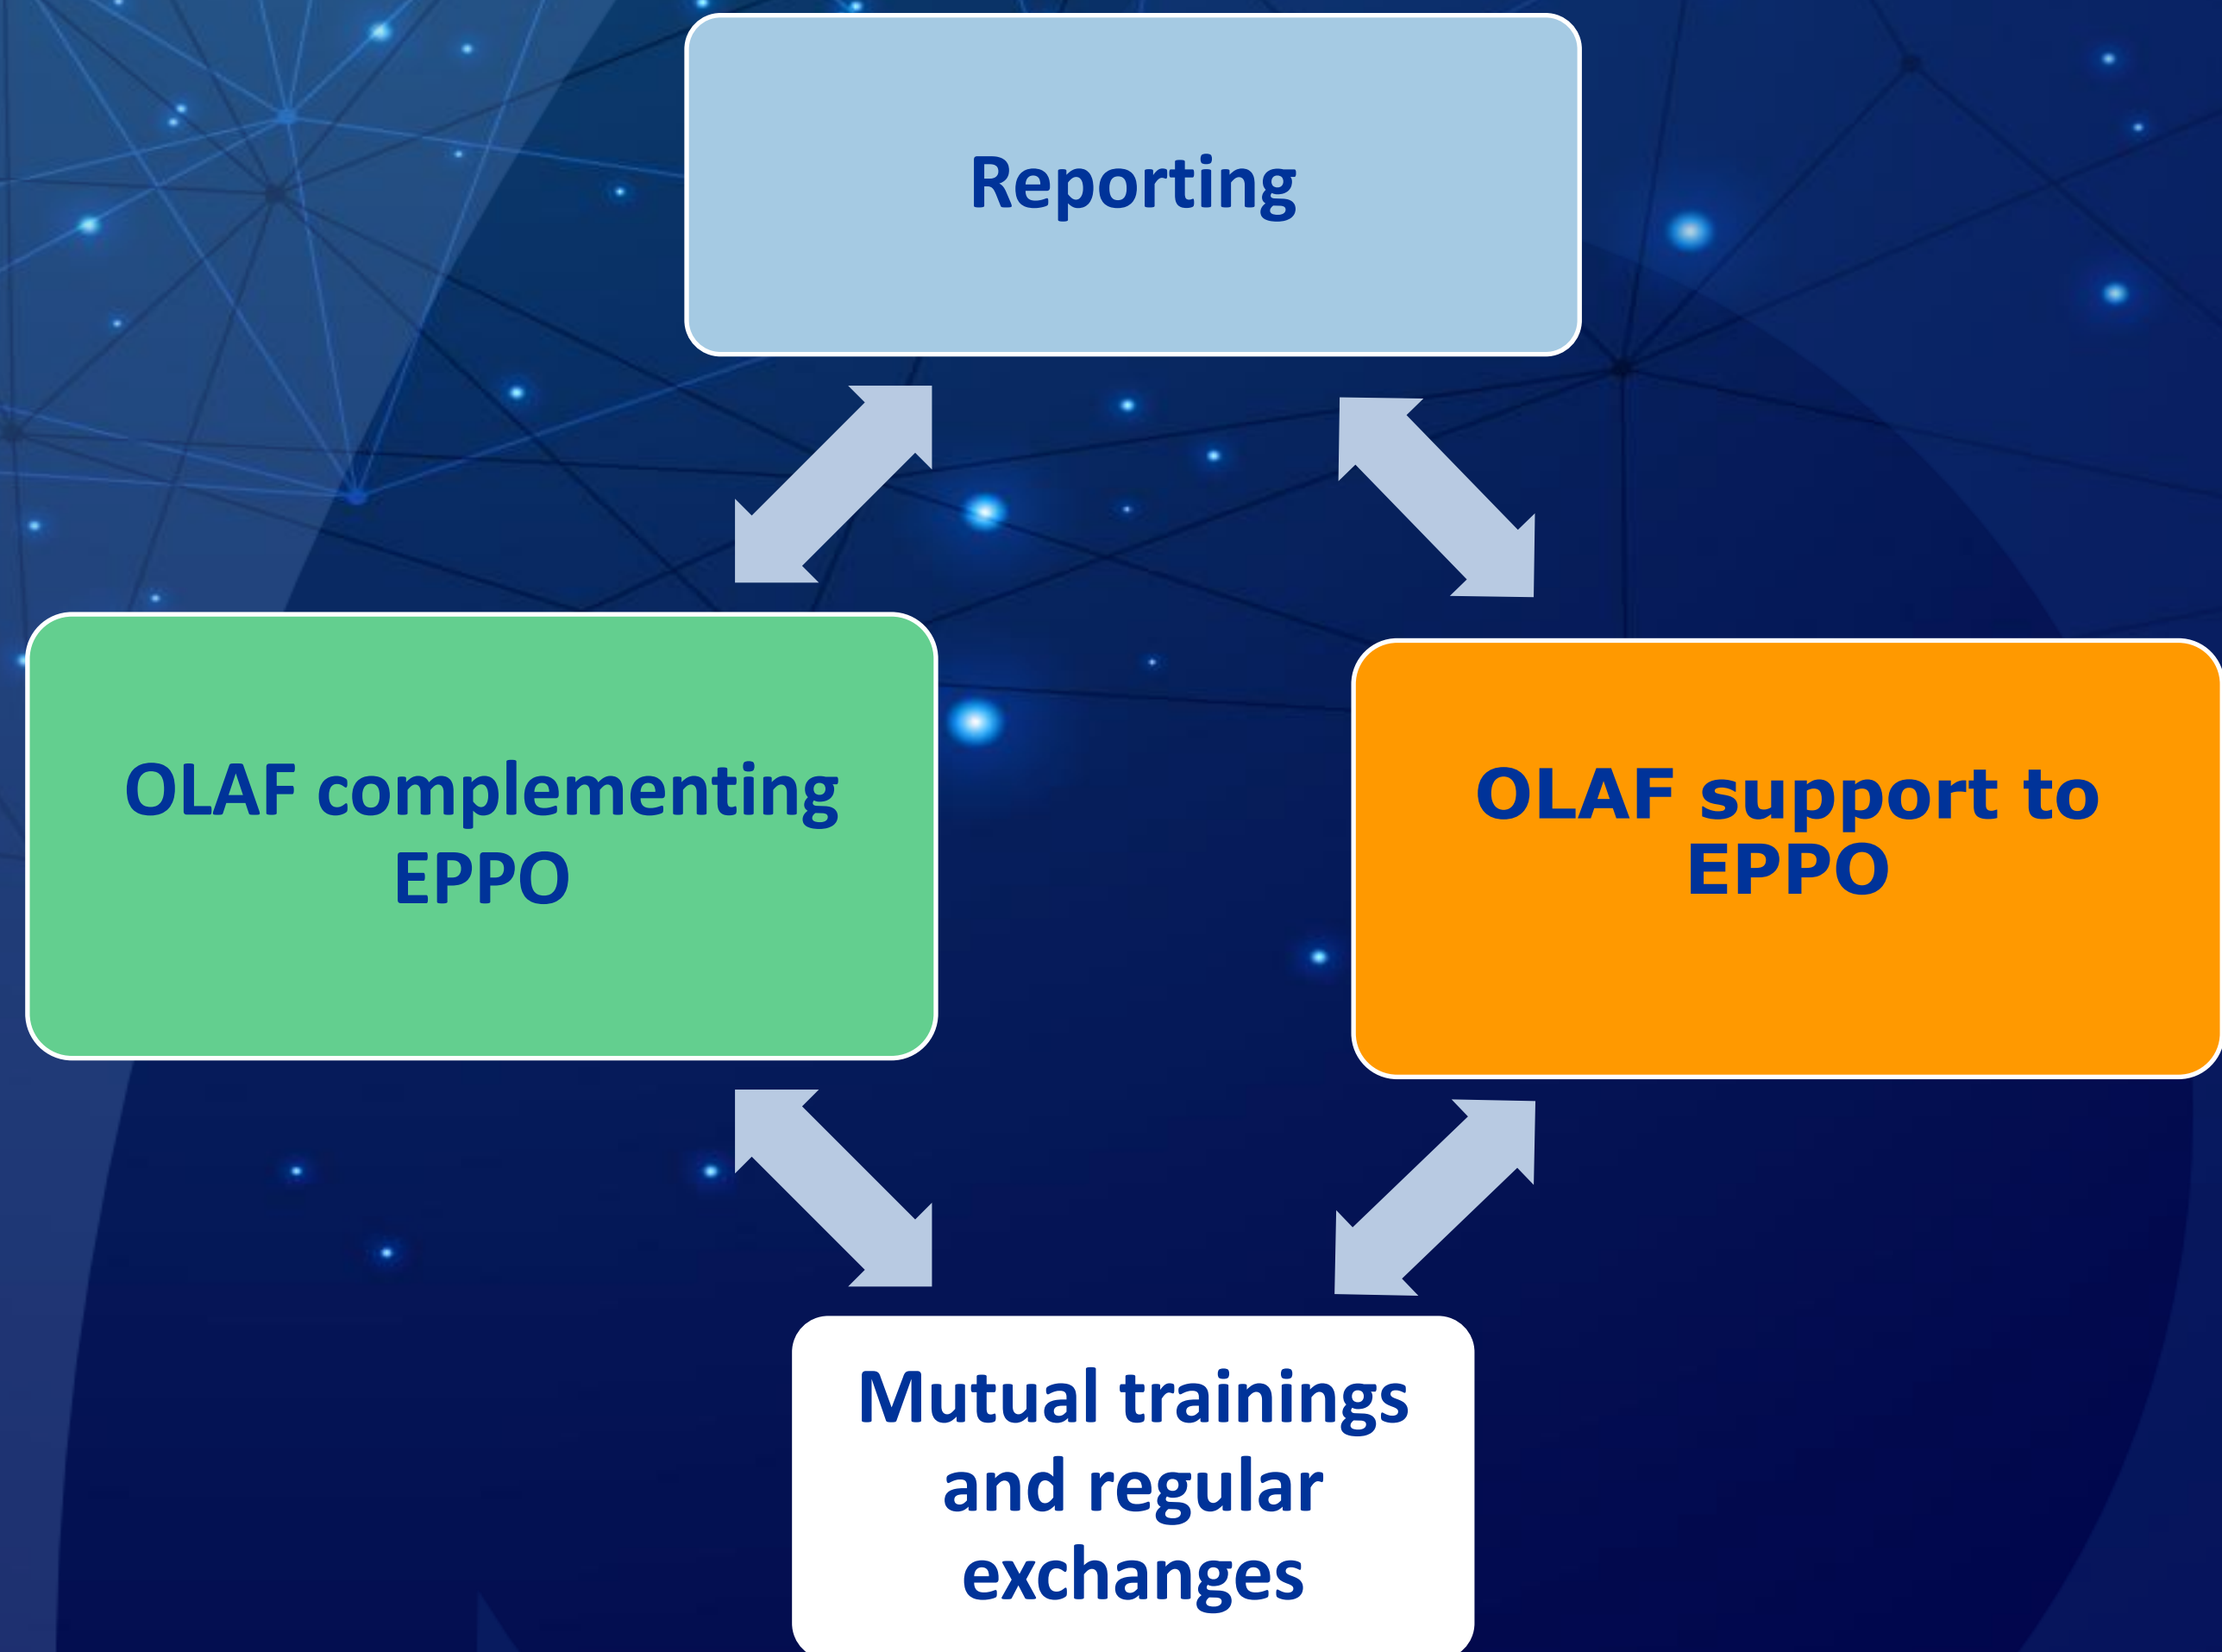 Reporting
OLAF complementing
EPPO
OLAF support to
EPPO
Mutual trainings
and regular
exchanges